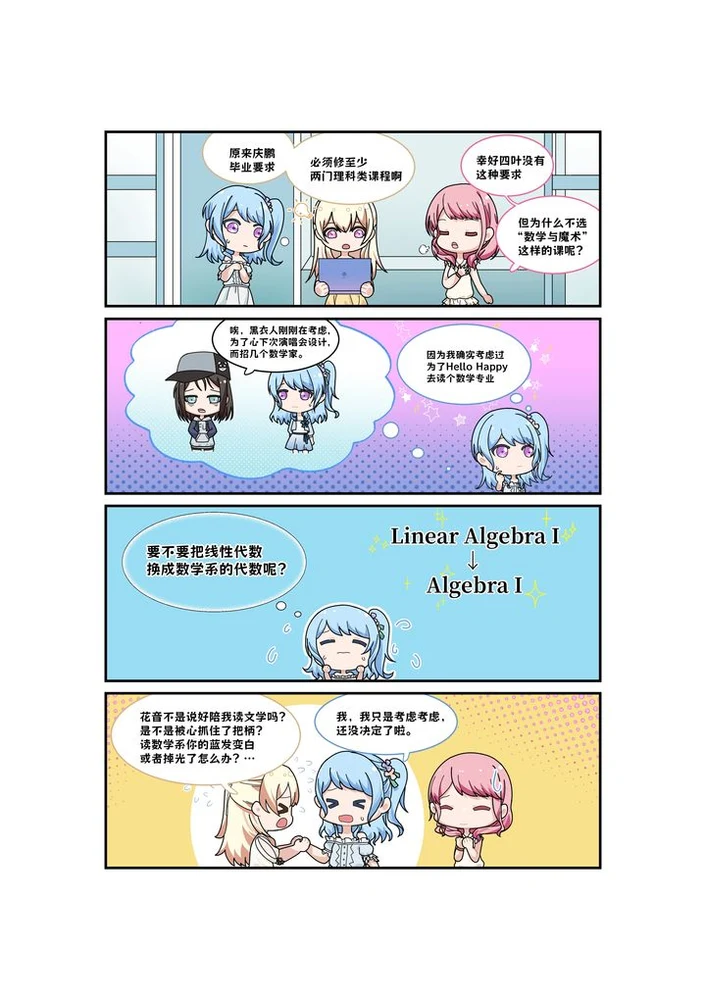 原来庆鹏
毕业要求
必须修至少
两门理科类课程啊
幸好四叶没有
这种要求
但为什么不选
“数学与魔术”
这样的课呢？
唉，黑衣人刚刚在考虑，
为了心下次演唱会设计，
而招几个数学家。
因为我确实考虑过
为了Hello Happy
去读个数学专业
要不要把线性代数
换成数学系的代数呢？
Linear Algebra I
↓
Algebra I
花音不是说好陪我读文学吗？
是不是被心抓住了把柄？
读数学系你的蓝发变白
或者掉光了怎么办？…
我，我只是考虑考虑，
还没决定了啦。